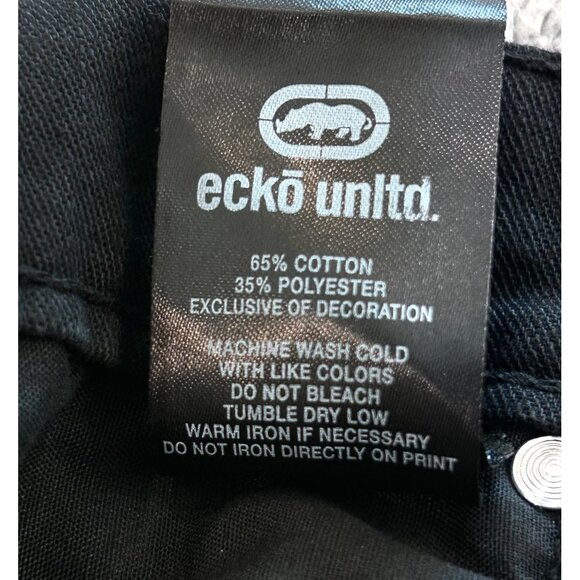 eckō unltd.
65% COTTON
35% POLYESTER
EXCLUSIVE OF DECORATION
MACHINE WASH COLD
WITH LIKE COLORS
DO NOT BLEACH
TUMBLE DRY LOW
WARM IRON IF NECESSARY
DO NOT IRON DIRECTLY ON PRINT